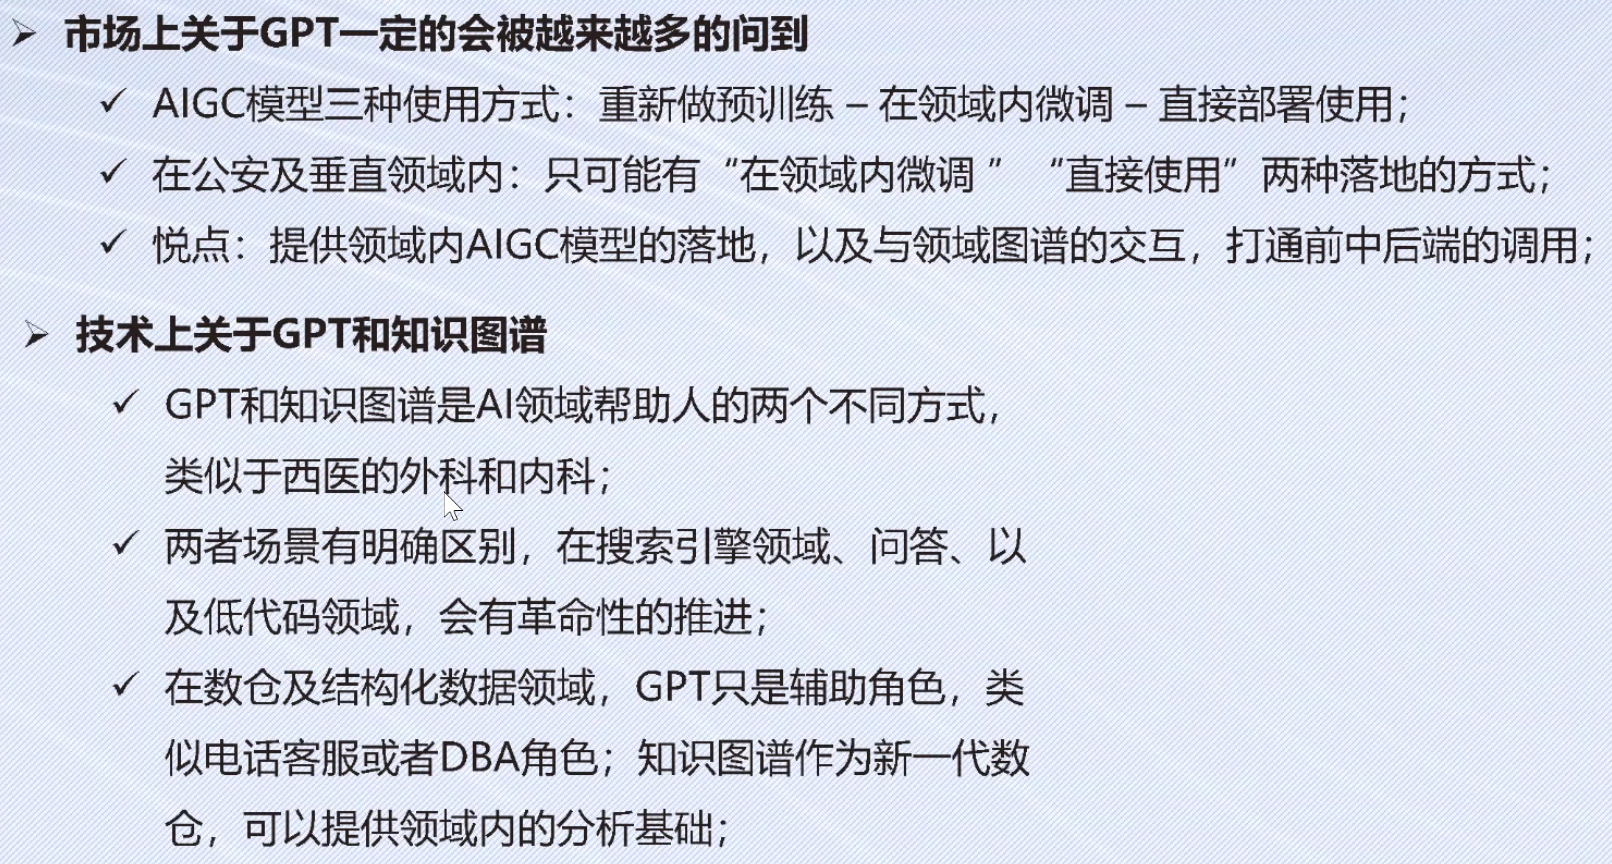 市场上关于GPT一定的会被越来越多的问到
AIGC模型三种使用方式：重新做预训练 – 在领域内微调 – 直接部署使用；
在公安及垂直领域内：只可能有“在领域内微调 ” “直接使用”两种落地的方式；
悦点：提供领域内AIGC模型的落地，以及与领域图谱的交互，打通前中后端的调用；
技术上关于GPT和知识图谱
GPT和知识图谱是AI领域帮助人的两个不同方式，
类似于西医的外科和内科；
两者场景有明确区别，在搜索引擎领域、问答、以
及低代码领域，会有革命性的推进；
在数仓及结构化数据领域，GPT只是辅助角色，类
似电话客服或者DBA角色；知识图谱作为新一代数
仓，可以提供领域内的分析基础；